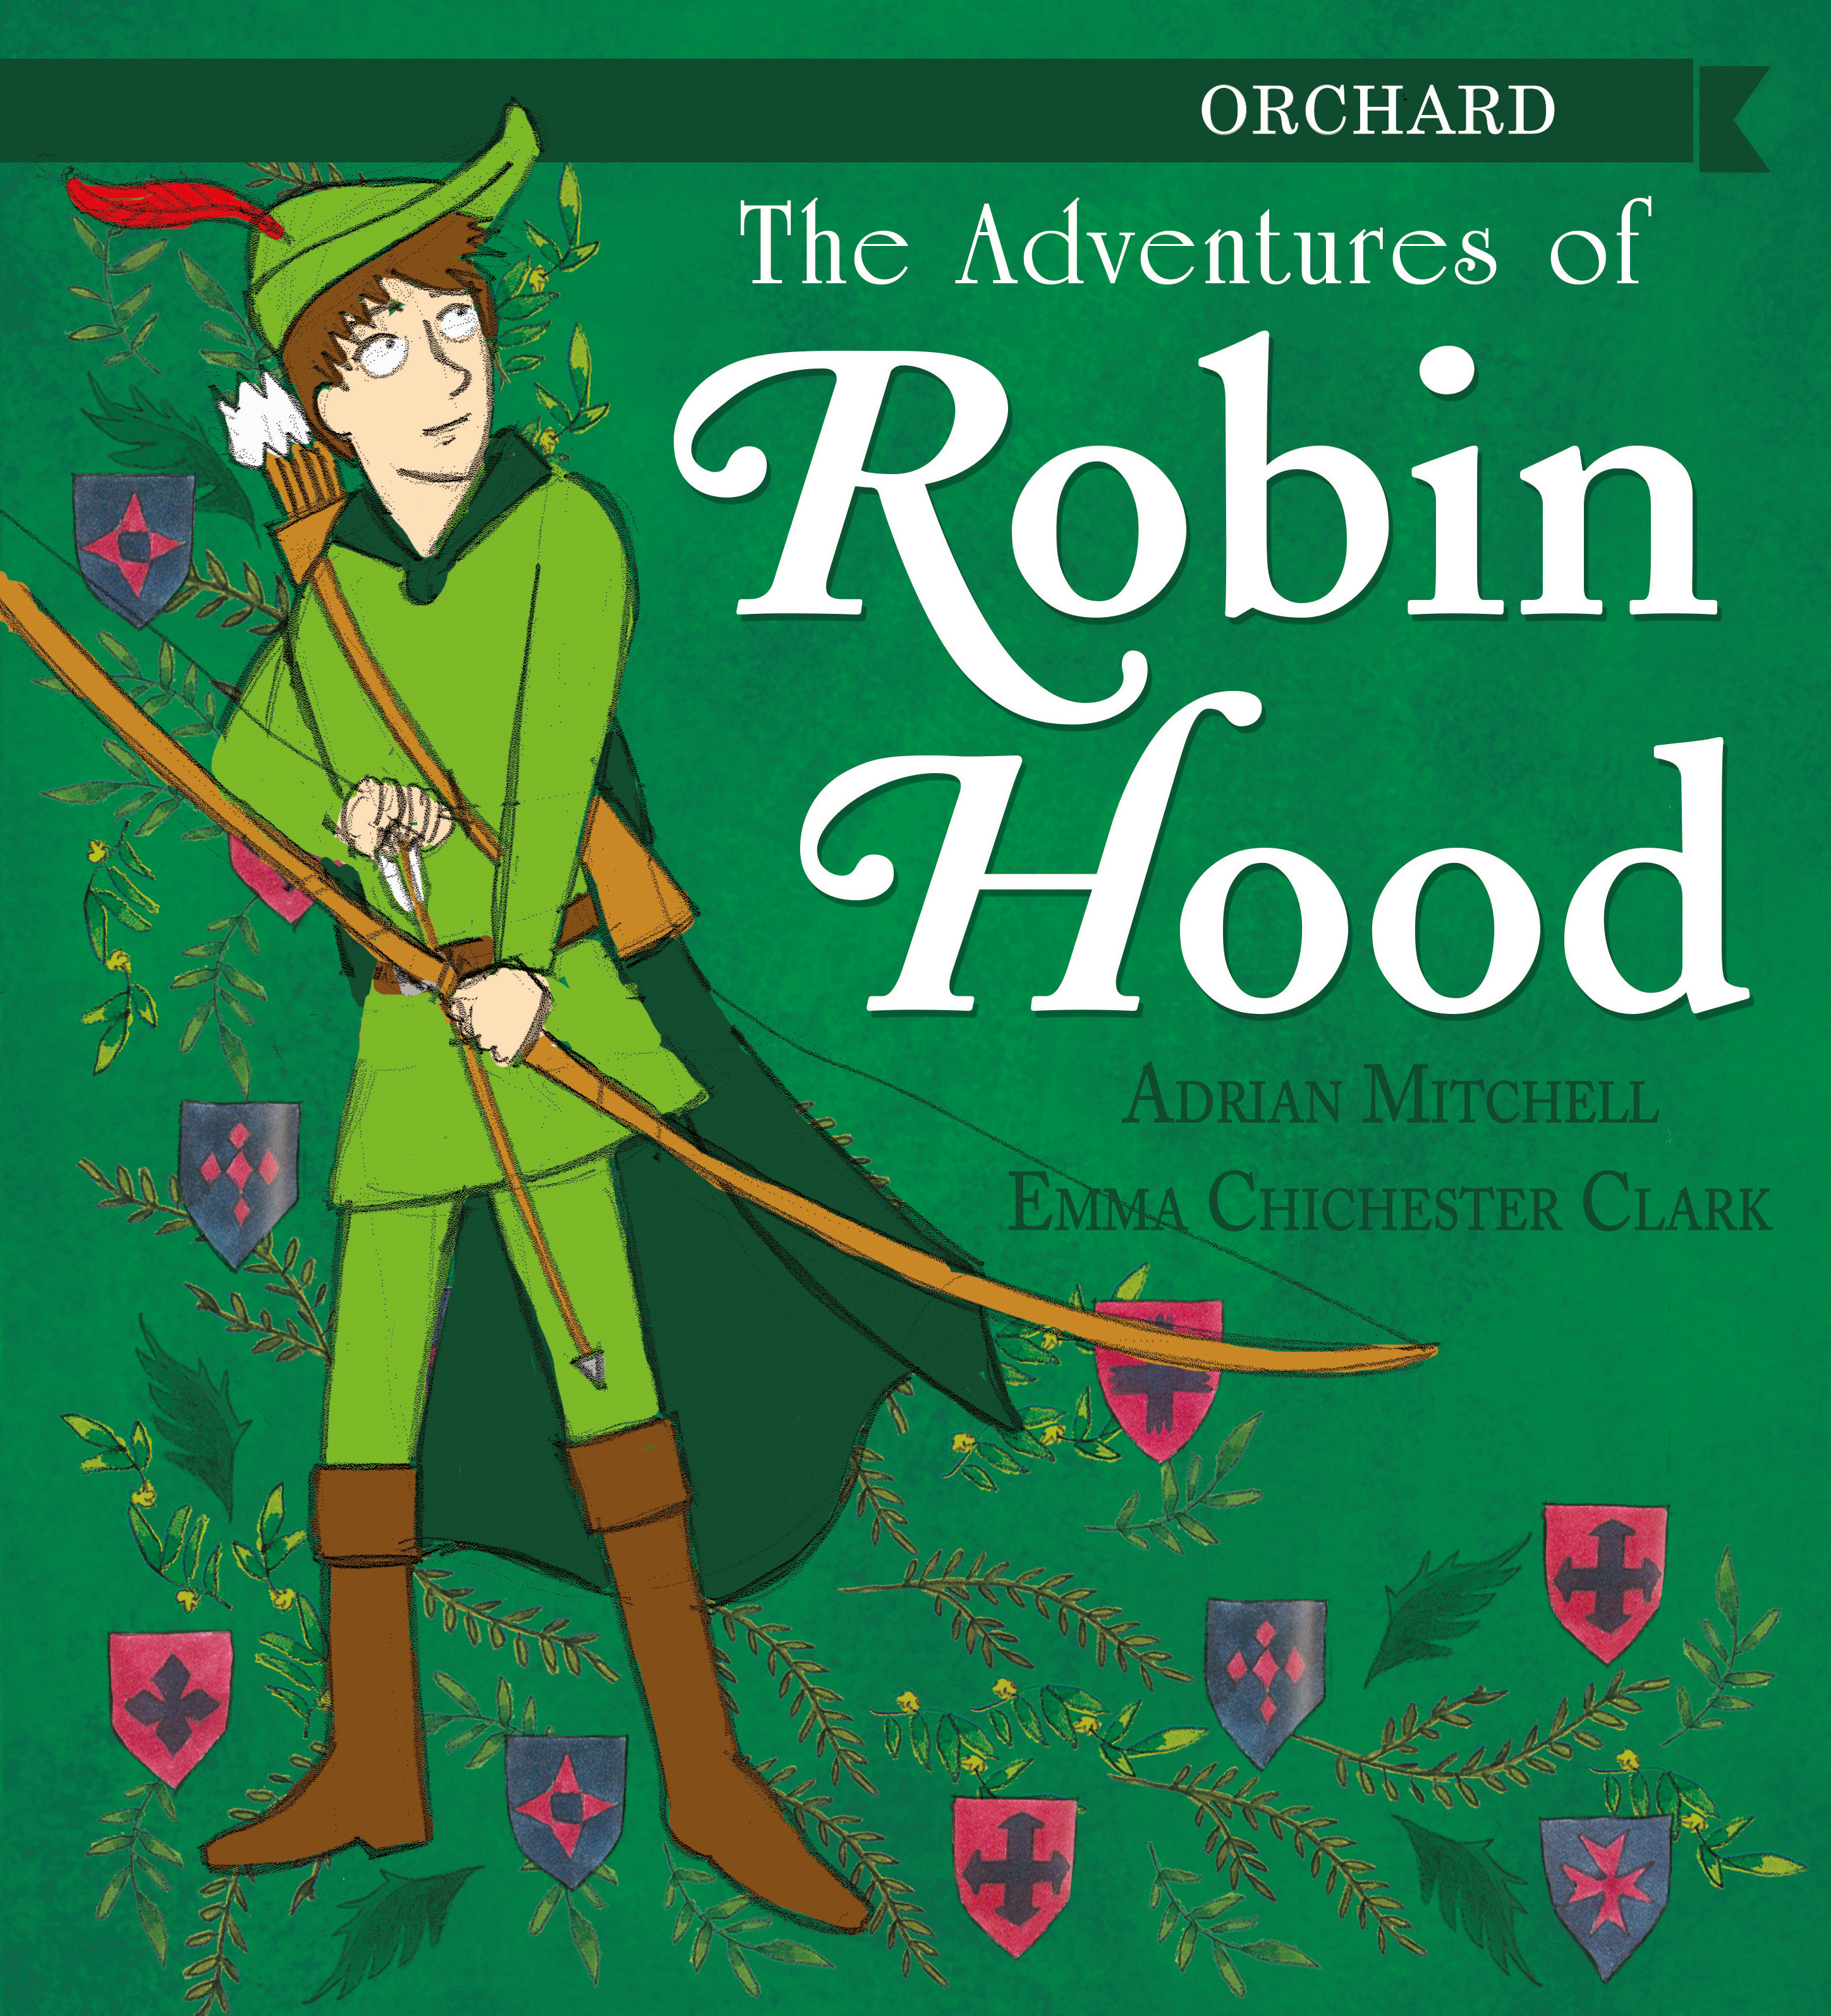 ORCHARD
The Adventures of
Robin
Hood
ADRIAN MITCHELL
EMMA CHICHESTER CLARK